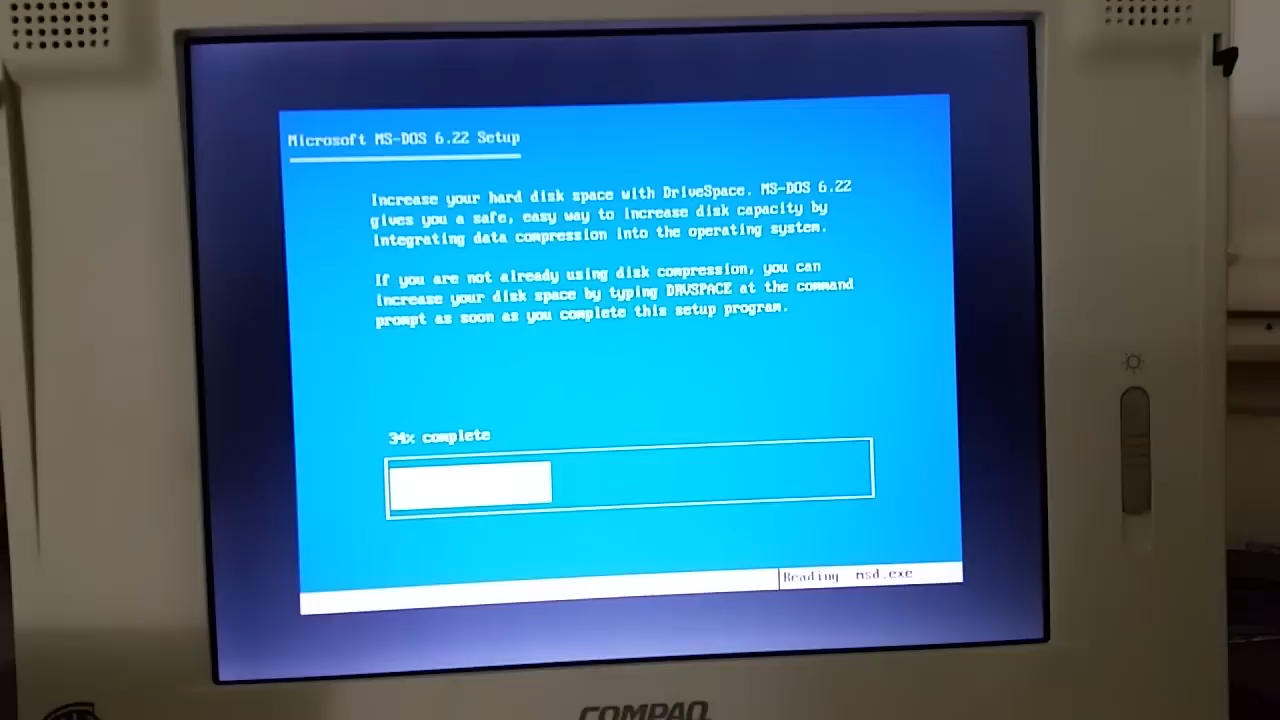 Microsoft MS-DOS 6.22 Setup
Increase your hard disk space with DriveSpace. MS-DOS 6.22
gives you a safe, easy way to increase disk capacity by
integrating data compression into the operating system.
If you are not already using disk compression, you can
increase your disk space by typing DRVSPACE at the command
prompt as soon as you complete this setup program.
34% complete
Reading msd.exe
COMPAQ